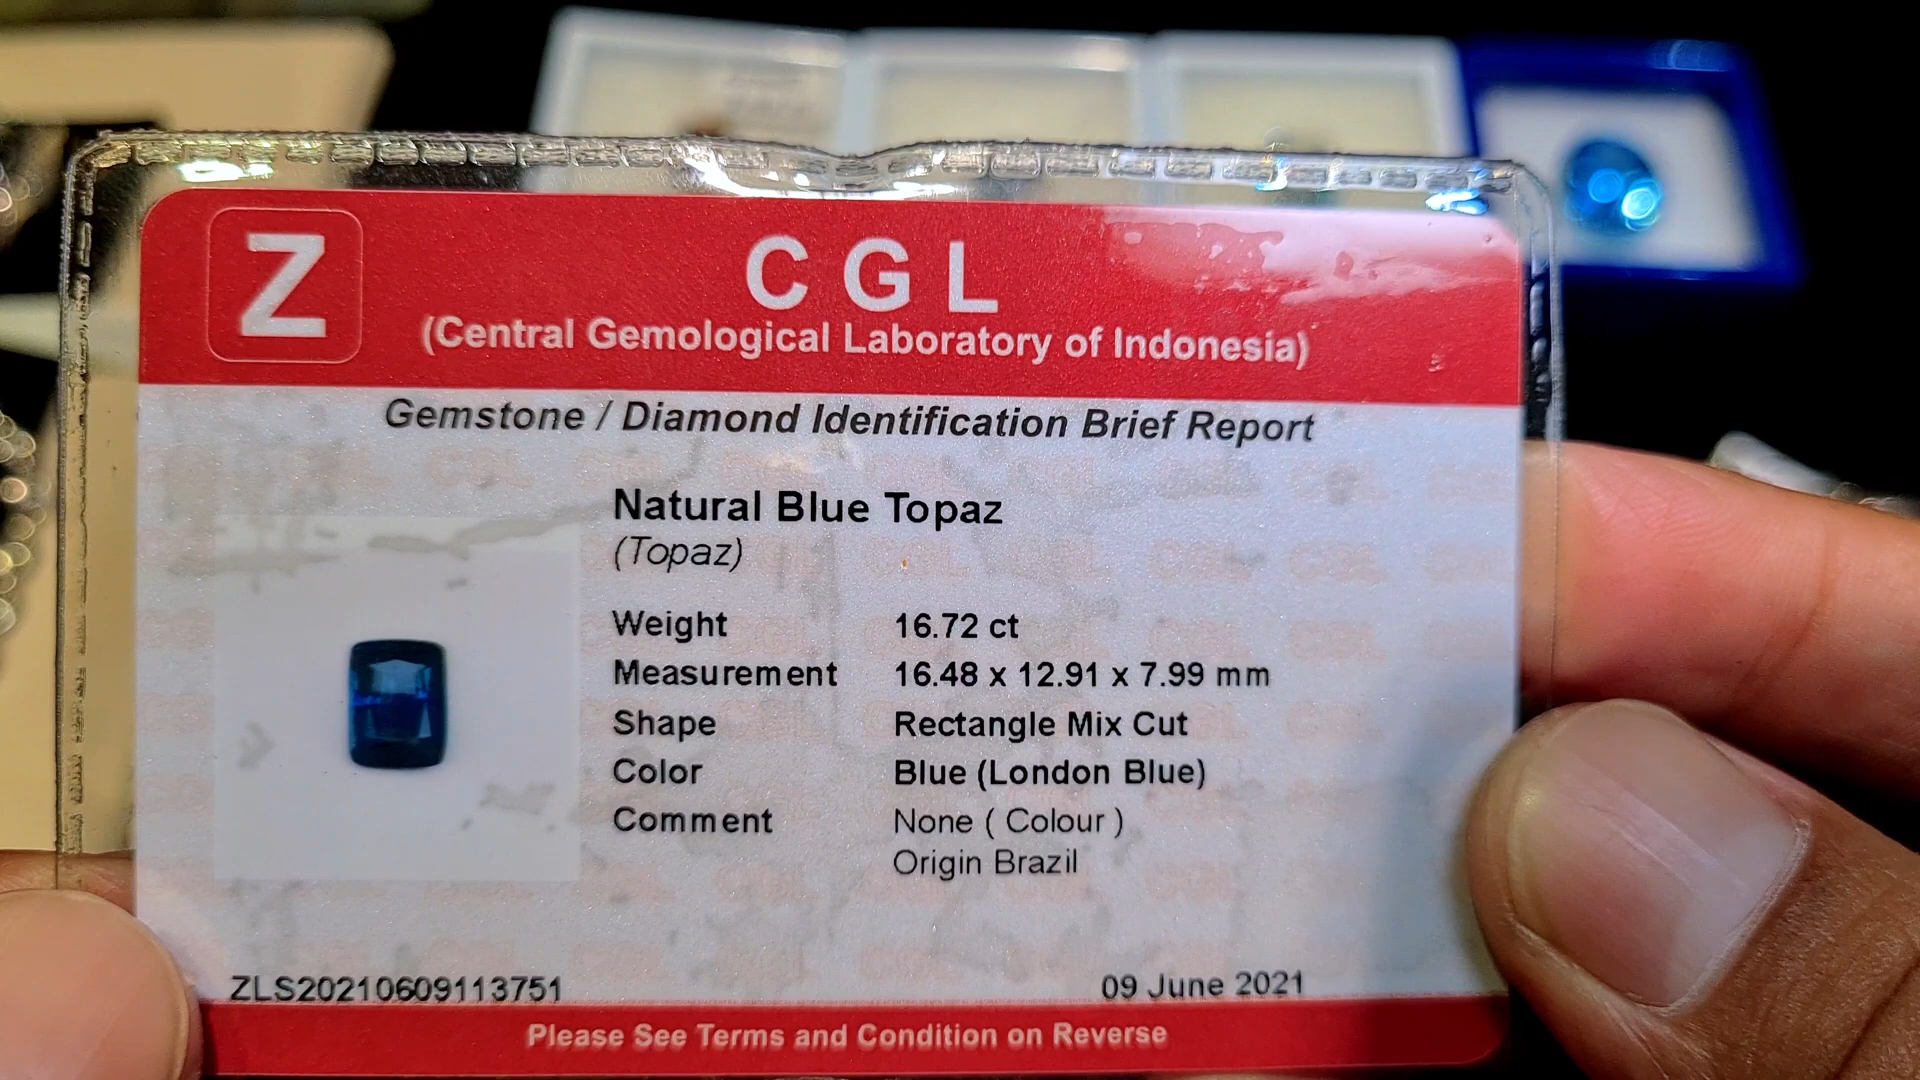 Z
CGL
(Central Gemological Laboratory of Indonesia)
Gemstone / Diamond Identification Brief Report
Natural Blue Topaz
(Topaz)
Weight 16.72 ct
Measurement 16.48 x 12.91 x 7.99 mm
Shape Rectangle Mix Cut
Color Blue (London Blue)
Comment None ( Colour )
Origin Brazil
ZLS20210609113751 09 June 2021
Please See Terms and Condition on Reverse